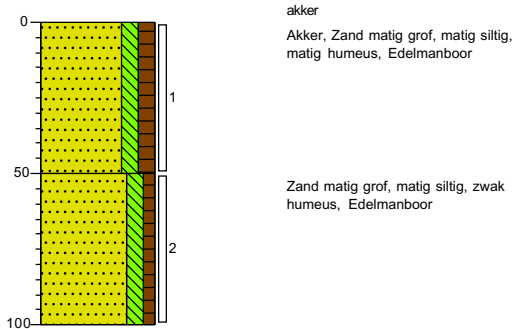 akker
0
Akker, Zand matig grof, matig siltig,
matig humeus, Edelmanboor
1
50
Zand matig grof, matig siltig, zwak
humeus, Edelmanboor
2
100